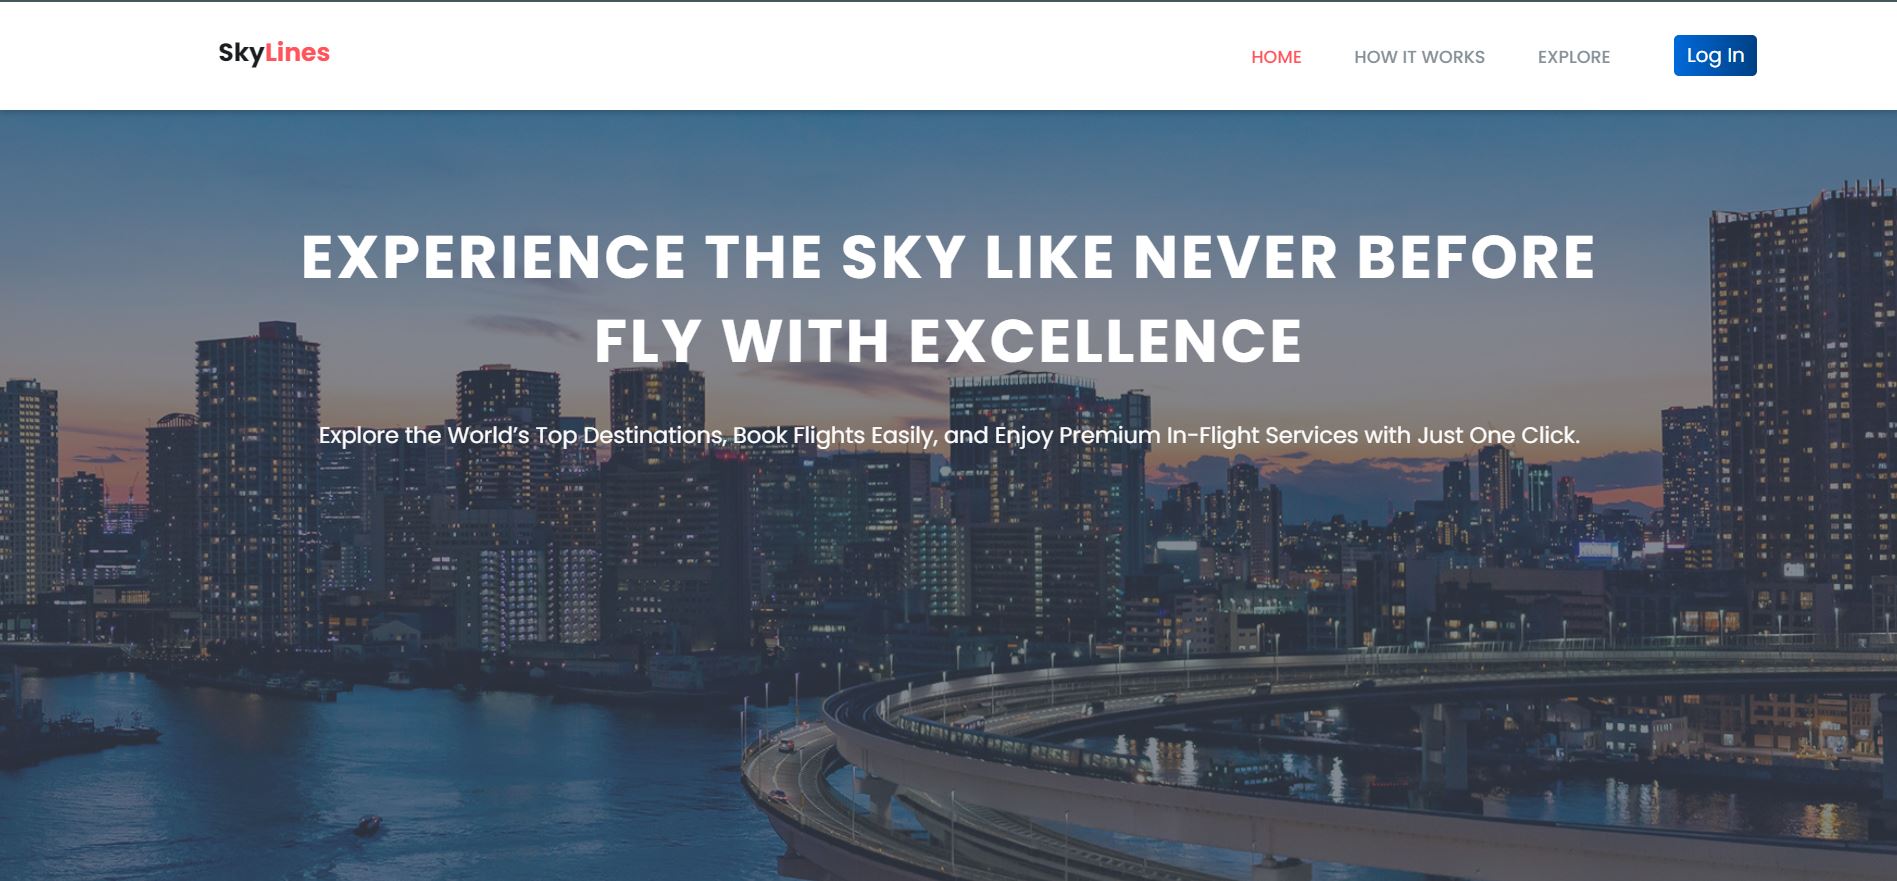 SkyLines
HOME
HOW IT WORKS
EXPLORE
Log In
EXPERIENCE THE SKY LIKE NEVER BEFORE
FLY WITH EXCELLENCE
Explore the World’s Top Destinations, Book Flights Easily, and Enjoy Premium In-Flight Services with Just One Click.